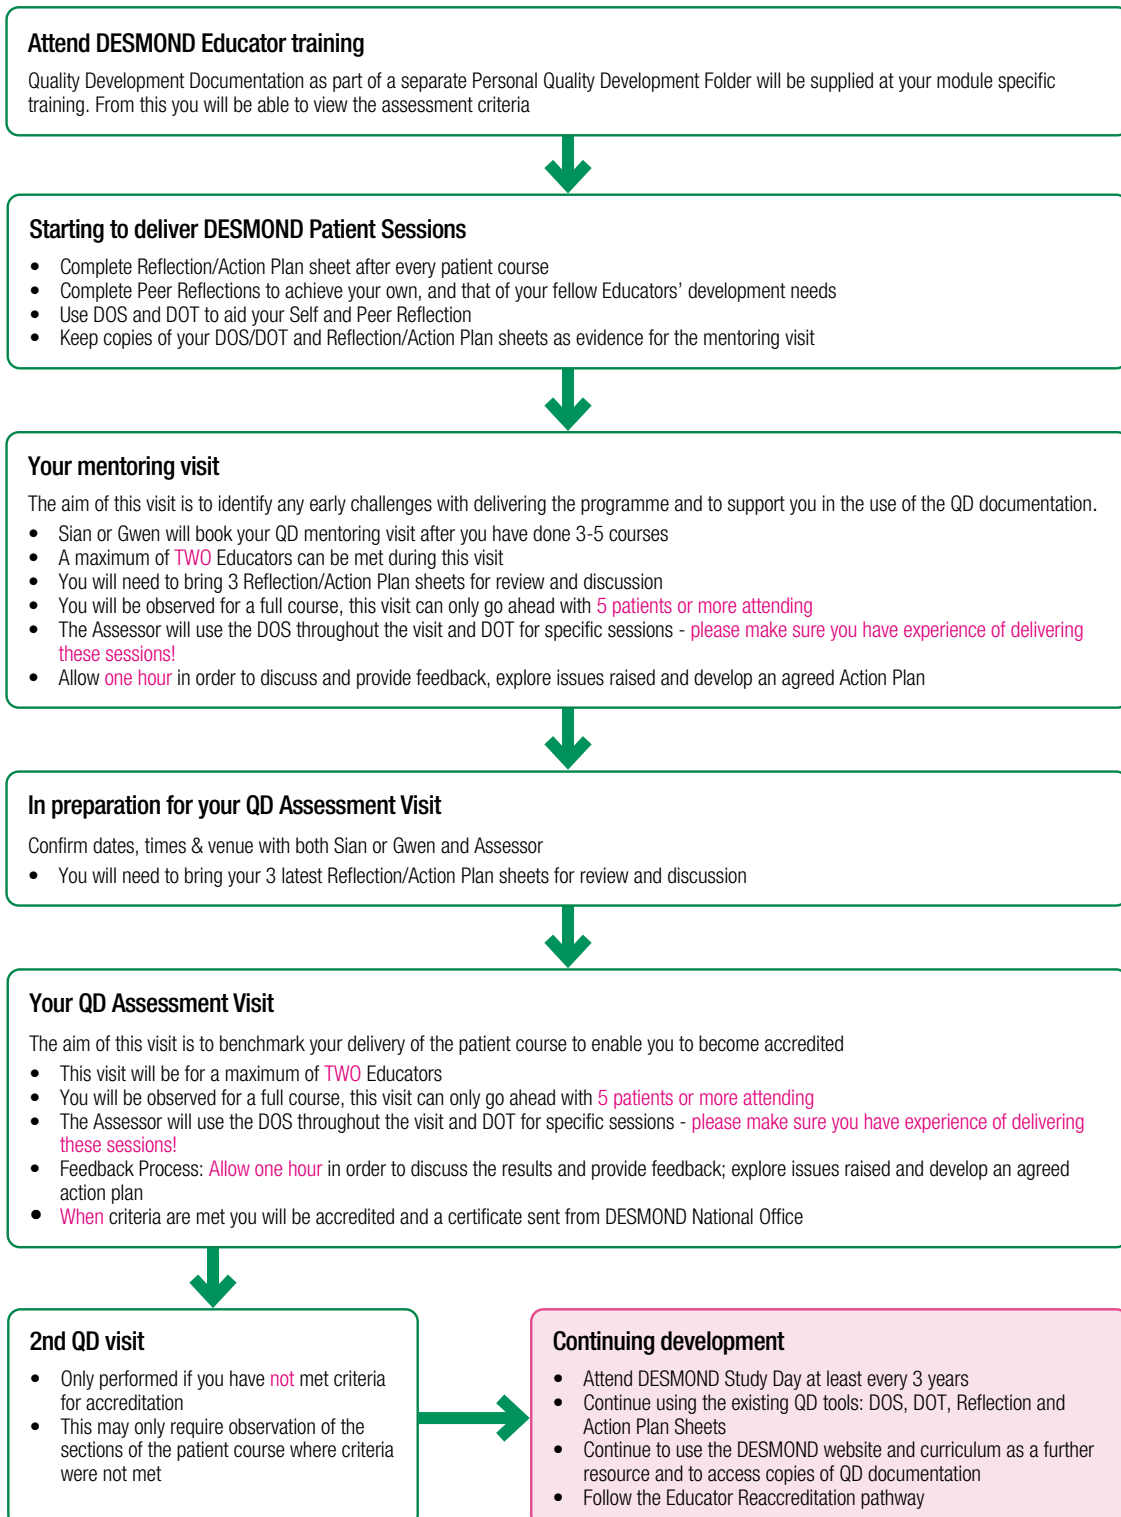 Attend DESMOND Educator training
Quality Development Documentation as part of a separate Personal Quality Development Folder will be supplied at your module specific
training. From this you will be able to view the assessment criteria
Starting to deliver DESMOND Patient Sessions
• Complete Reflection/Action Plan sheet after every patient course
• Complete Peer Reflections to achieve your own, and that of your fellow Educators' development needs
• Use DOS and DOT to aid your Self and Peer Reflection
• Keep copies of your DOS/DOT and Reflection/Action Plan sheets as evidence for the mentoring visit
Your mentoring visit
The aim of this visit is to identify any early challenges with delivering the programme and to support you in the use of the QD documentation.
• Sian or Gwen will book your QD mentoring visit after you have done 3-5 courses
• A maximum of TWO Educators can be met during this visit
• You will need to bring 3 Reflection/Action Plan sheets for review and discussion
• You will be observed for a full course, this visit can only go ahead with 5 patients or more attending
• The Assessor will use the DOS throughout the visit and DOT for specific sessions - please make sure you have experience of delivering
these sessions!
• Allow one hour in order to discuss and provide feedback, explore issues raised and develop an agreed Action Plan
In preparation for your QD Assessment Visit
Confirm dates, times & venue with both Sian or Gwen and Assessor
• You will need to bring your 3 latest Reflection/Action Plan sheets for review and discussion
Your QD Assessment Visit
The aim of this visit is to benchmark your delivery of the patient course to enable you to become accredited
• This visit will be for a maximum of TWO Educators
• You will be observed for a full course, this visit can only go ahead with 5 patients or more attending
• The Assessor will use the DOS throughout the visit and DOT for specific sessions - please make sure you have experience of delivering
these sessions!
• Feedback Process: Allow one hour in order to discuss the results and provide feedback; explore issues raised and develop an agreed
action plan
• When criteria are met you will be accredited and a certificate sent from DESMOND National Office
2nd QD visit
• Only performed if you have not met criteria
for accreditation
• This may only require observation of the
sections of the patient course where criteria
were not met
Continuing development
• Attend DESMOND Study Day at least every 3 years
• Continue using the existing QD tools: DOS, DOT, Reflection and
Action Plan Sheets
• Continue to use the DESMOND website and curriculum as a further
resource and to access copies of QD documentation
• Follow the Educator Reaccreditation pathway